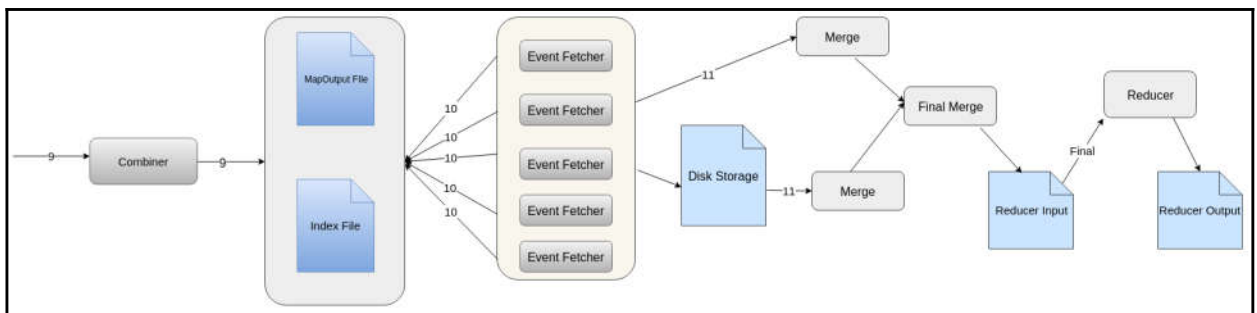 9
Combiner
9
MapOutput FIle
Index File
10
10
10
10
10
Event Fetcher
Event Fetcher
Event Fetcher
Event Fetcher
Event Fetcher
11
Disk Storage
11
Merge
Merge
Final Merge
Reducer Input
Final
Reducer
Reducer Output